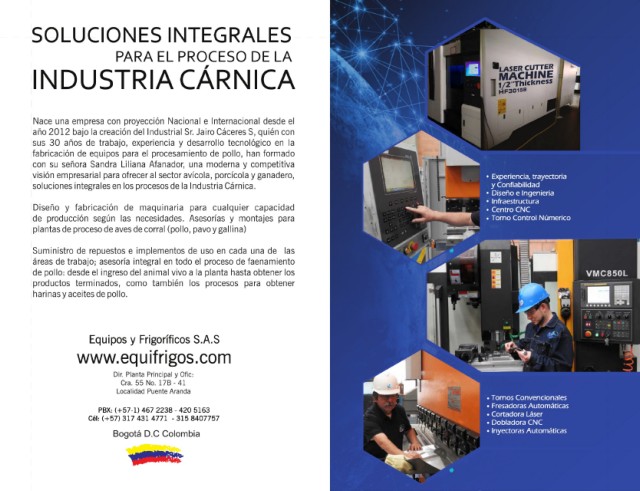 SOLUCIONES INTEGRALES
PARA EL PROCESO DE LA
INDUSTRIA CÁRNICA
Nace una empresa con proyección Nacional e Internacional desde el
año 2012 bajo la creación del Industrial Sr. Jairo Cáceres S, quién con
sus 30 años de trabajo, experiencia y desarrollo tecnológico en la
fabricación de equipos para el procesamiento de pollo, han formado
con su señora Sandra Liliana Afanador, una moderna y competitiva
visión empresarial para ofrecer al sector avícola, porcícola y ganadero,
soluciones integrales en los procesos de la Industria Cárnica.
Diseño y fabricación de maquinaria para cualquier capacidad
de producción según las necesidades. Asesorías y montajes para
plantas de proceso de aves de corral (pollo, pavo y gallina)
Suministro de repuestos e implementos de uso en cada una de las
áreas de trabajo; asesoría integral en todo el proceso de faenamiento
de pollo: desde el ingreso del animal vivo a la planta hasta obtener los
productos terminados, como también los procesos para obtener
harinas y aceites de pollo.
Equipos y Frigoríficos S.A.S
www.equifrigos.com
Dir. Planta Principal y Ofic:
Cra. 55 No. 17B - 41
Localidad Puente Aranda
PBX: (+57-1) 467 2238 - 420 5163
Cél: (+57) 317 431 4771 - 315 8407757
Bogotá D.C Colombia
LASER CUTTER
MACHINE
1/2"Thickness
HF3015B
• Experiencia, trayectoria
y Confiabilidad
• Diseño e Ingenieria
• Infraestructura
• Centro CNC
• Torno Control Númerico
VMC850L
• Tornos Convencionales
• Fresadoras Automáticas
• Cortadora Láser
• Dobladora CNC
• Inyectoras Automáticas